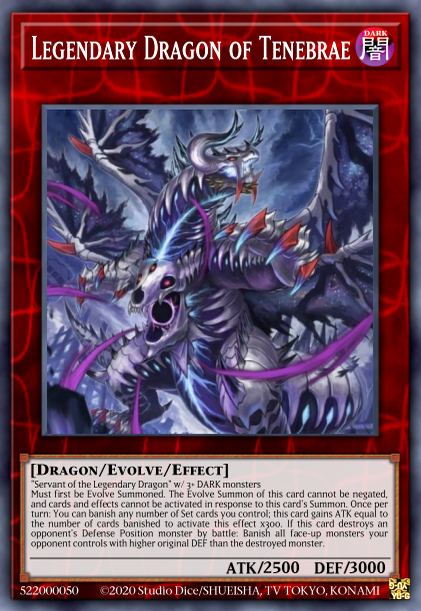 LEGENDARY DRAGON OF TENEBRAE
DARK
闇
[DRAGON/EVOLVE/EFFECT]
"Servant of the Legendary Dragon" w/ 3+ DARK monsters
Must first be Evolve Summoned. The Evolve Summon of this card cannot be negated,
and cards and effects cannot be activated in response to this card's Summon. Once per
turn: You can banish any number of Set cards you control; this card gains ATK equal to
the number of cards banished to activate this effect x300. If this card destroys an
opponent's Defense Position monster by battle: Banish all face-up monsters your
opponent controls with higher original DEF than the destroyed monster.
ATK/2500 DEF/3000
522000050 ©2020 Studio Dice/SHUEISHA, TV TOKYO, KONAMI